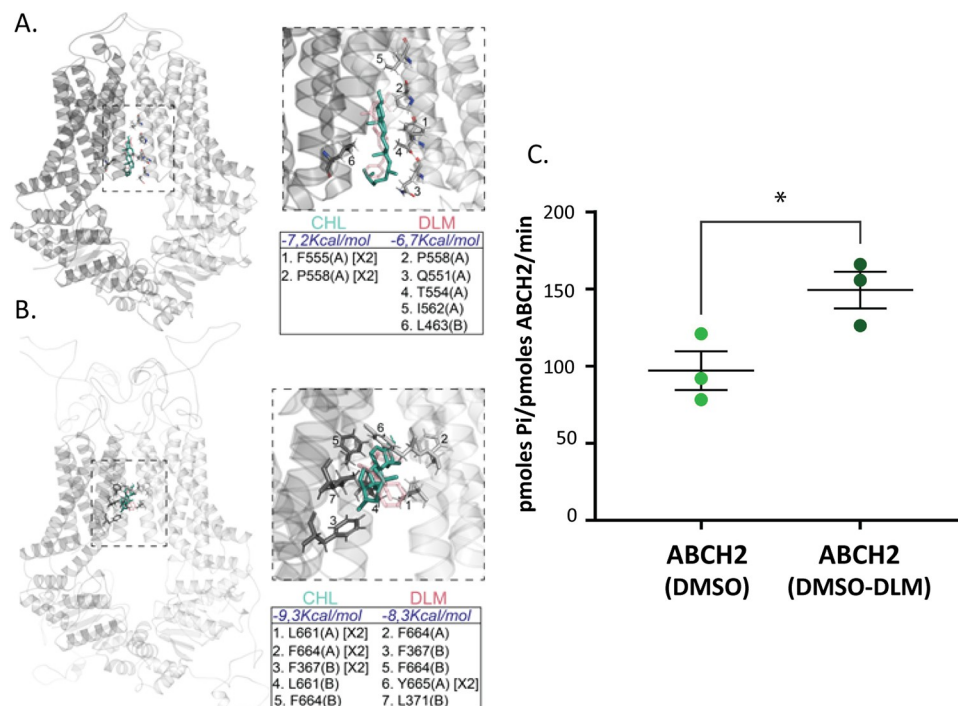 A.
5
2
1
4
6
3
CHL DLM
-7,2Kcal/mol -6,7Kcal/mol
1. F555(A) [X2] 2. P558(A)
2. P558(A) [X2] 3. Q551(A)
4. T554(A)
5. I562(A)
6. L463(B)
B.
6
5
2
7
4
1
3
CHL DLM
-9,3Kcal/mol -8,3Kcal/mol
1. L661(A) [X2] 2. F664(A)
2. F664(A) [X2] 3. F367(B)
3. F367(B) [X2] 5. F664(B)
4. L661(B) 6. Y665(A) [X2]
5. F664(B) 7. L371(B)
C.
*
pmoles Pi/pmoles ABCH2/min
200
150
100
50
0
ABCH2 ABCH2
(DMSO) (DMSO-DLM)